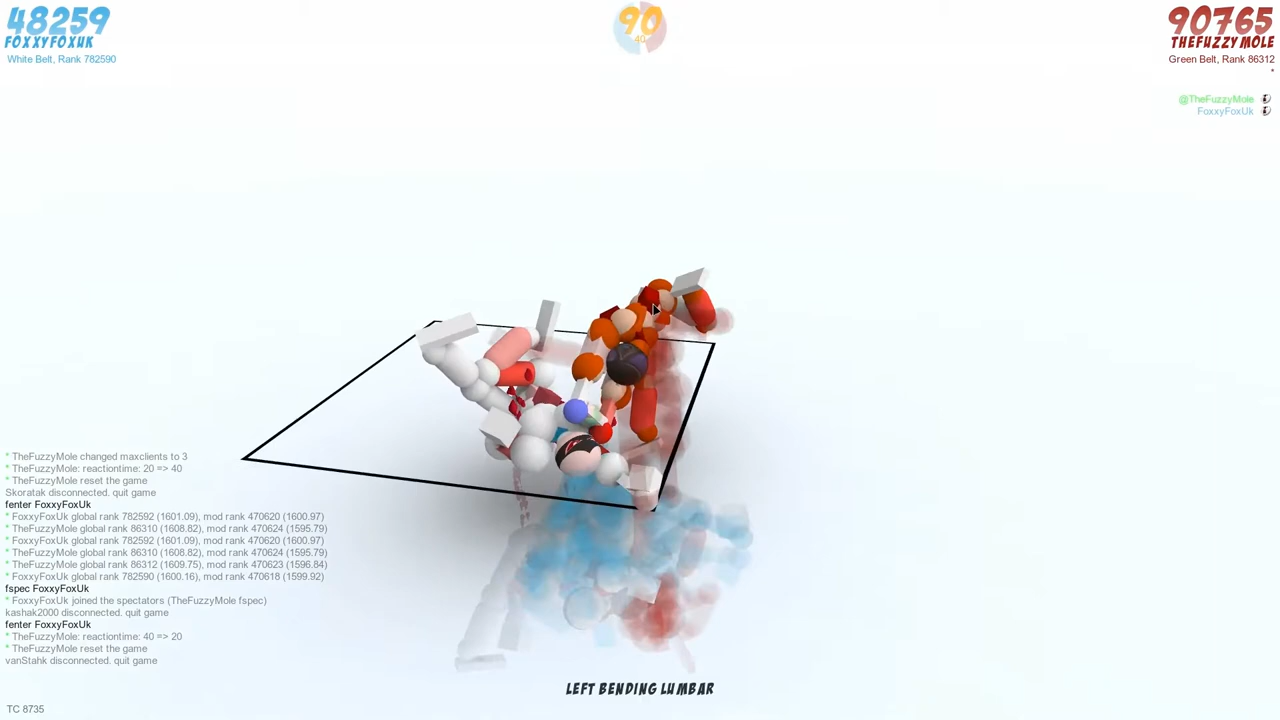 48259
FOXXYFOXUK
White Belt, Rank 782590
90
40
90765
THEFUZZYMOLE
Green Belt, Rank 86312
*
@TheFuzzyMole
FoxxyFoxUk
* TheFuzzyMole changed maxclients to 3
* TheFuzzyMole: reactiontime: 20 => 40
* TheFuzzyMole reset the game
Skoratak disconnected. quit game
fenter FoxxyFoxUk
* FoxxyFoxUk global rank 782592 (1601.09), mod rank 470620 (1600.97)
* TheFuzzyMole global rank 86310 (1608.82), mod rank 470624 (1595.79)
* FoxxyFoxUk global rank 782592 (1601.09), mod rank 470620 (1600.97)
* TheFuzzyMole global rank 86310 (1608.82), mod rank 470624 (1595.79)
* TheFuzzyMole global rank 86312 (1609.75), mod rank 470623 (1596.84)
* FoxxyFoxUk global rank 782590 (1600.16), mod rank 470618 (1599.92)
fspec FoxxyFoxUk
* FoxxyFoxUk joined the spectators (TheFuzzyMole fspec)
kashak2000 disconnected. quit game
fenter FoxxyFoxUk
* TheFuzzyMole: reactiontime: 40 => 20
* TheFuzzyMole reset the game
vanStahk disconnected. quit game
LEFT BENDING LUMBAR
TC 8735